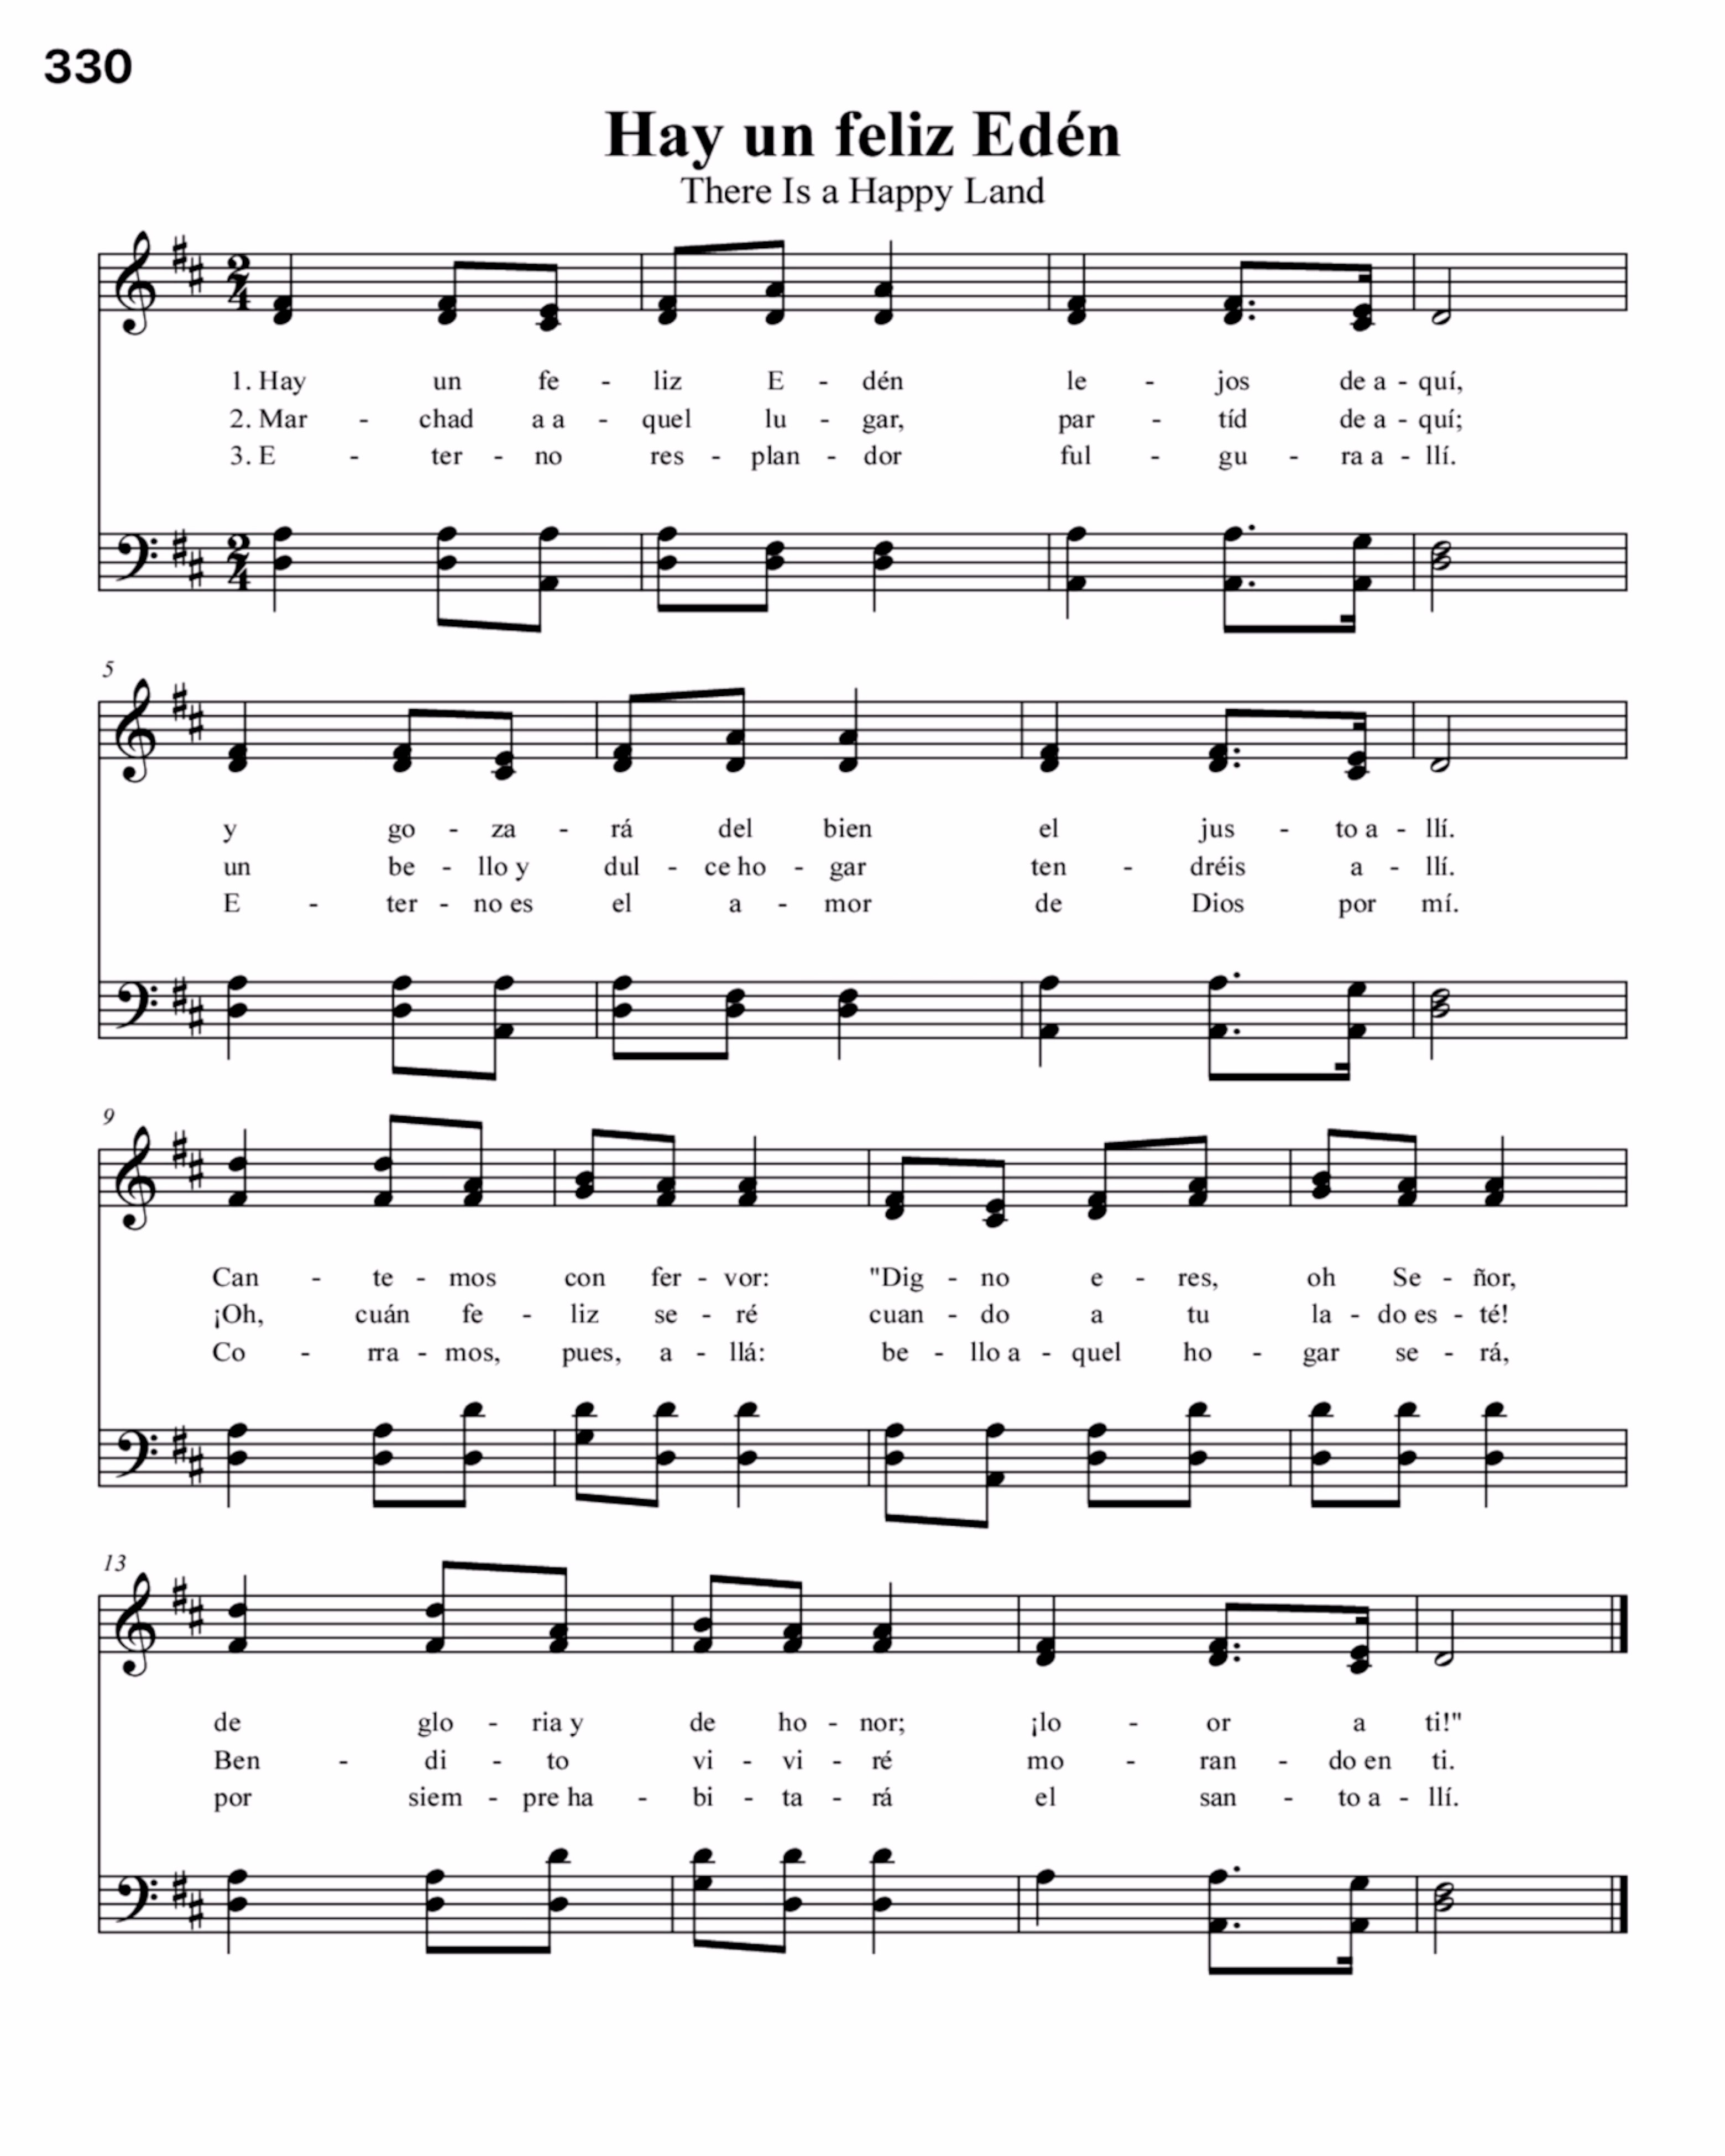 330
Hay un feliz Edén
There Is a Happy Land
2 4
1. Hay un fe - liz E - dén le - jos de a - quí,
2. Mar - chad a a - quel lu - gar, par - tíd de a - quí;
3. E - ter - no res - plan - dor ful - gu - ra a - llí.
2 4
5
y go - za - rá del bien el jus - to a - llí.
un be - llo y dul - ce ho - gar ten - dréis a - llí.
E - ter - no es el a - mor de Dios por mí.
9
Can - te - mos con fer - vor: "Dig - no e - res, oh Se - ñor,
¡Oh, cuán fe - liz se - ré cuan - do a tu la - do es - té!
Co - rra - mos, pues, a - llá: be - llo a - quel ho - gar se - rá,
13
de glo - ria y de ho - nor; ¡lo - or a ti!"
Ben - di - to vi - vi - ré mo - ran - do en ti.
por siem - pre ha - bi - ta - rá el san - to a - llí.